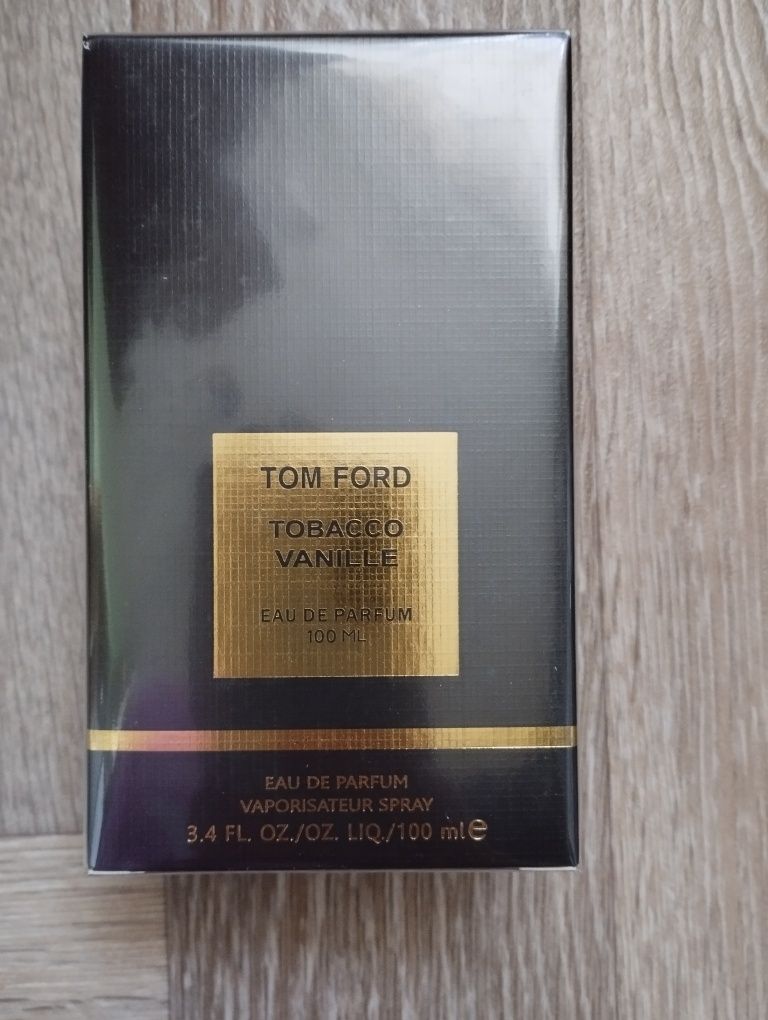 TOM FORD
TOBACCO
VANILLE
EAU DE PARFUM
100 ML
EAU DE PARFUM
VAPORISATEUR SPRAY
3.4 FL. OZ./OZ. LIQ./100 ml e